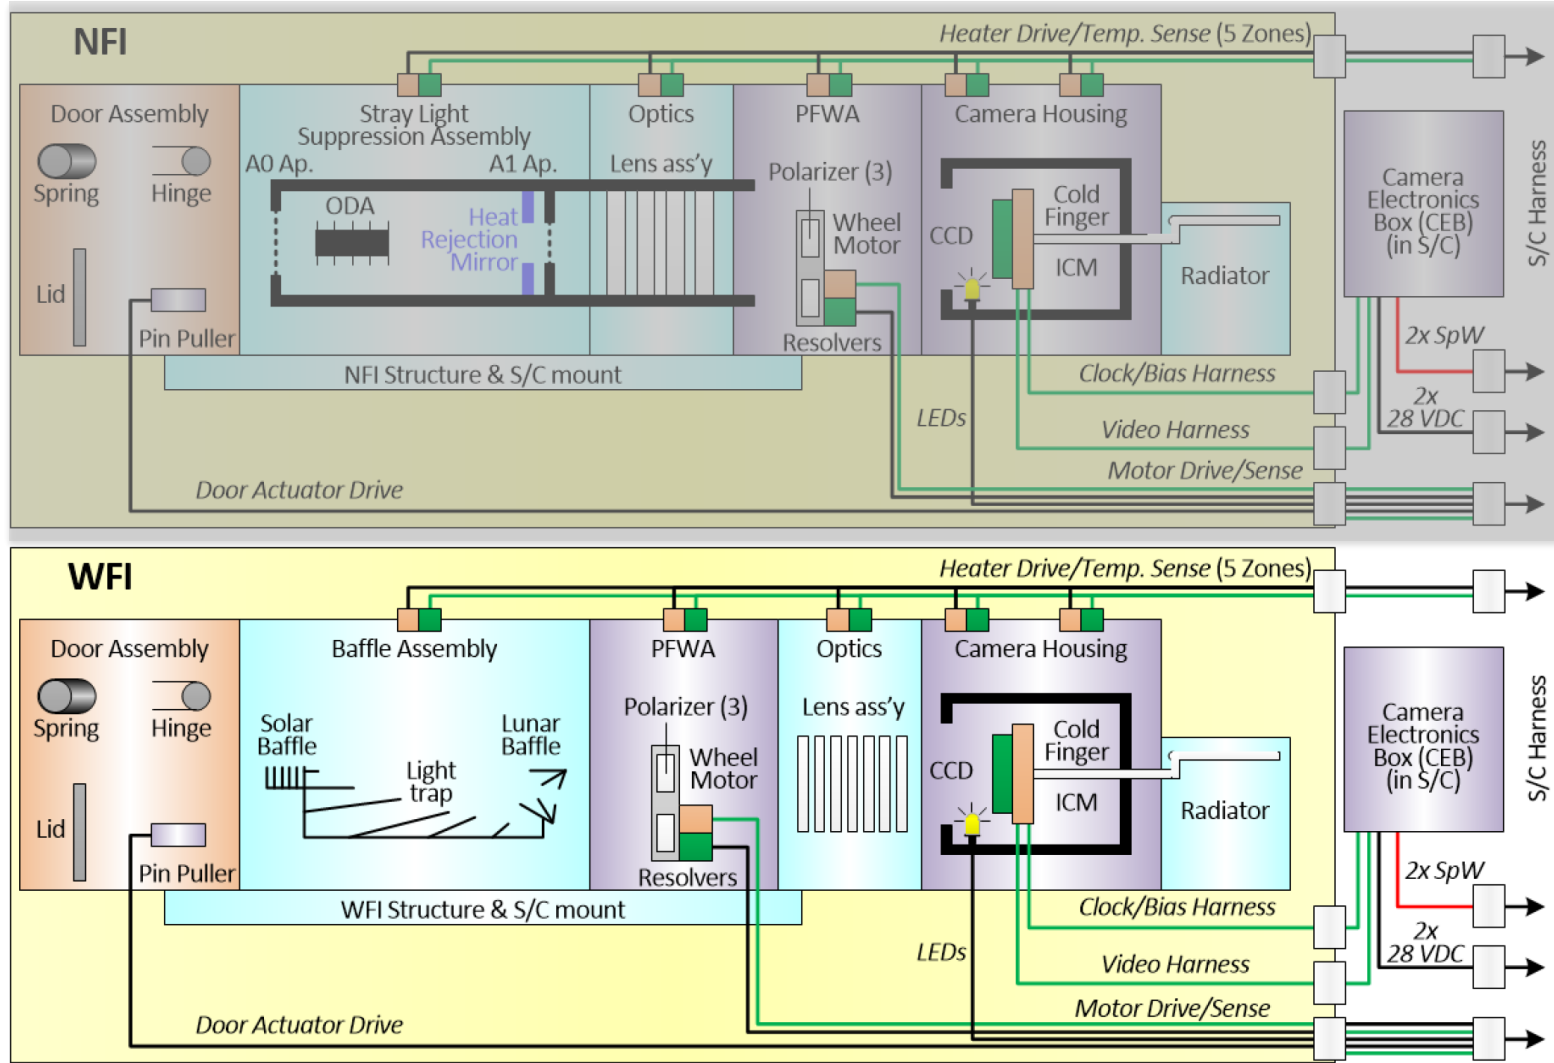 NFI
Heater Drive/Temp. Sense (5 Zones)
Door Assembly
Spring
Hinge
Lid
Pin Puller
Stray Light
Suppression Assembly
A0 Ap.
A1 Ap.
ODA
Heat
Rejection
Mirror
Optics
Lens ass'y
PFWA
Polarizer (3)
Wheel
Motor
Resolvers
Camera Housing
CCD
Cold
Finger
ICM
Radiator
Camera
Electronics
Box (CEB)
(in S/C)
S/C Harness
NFI Structure & S/C mount
2x SpW
2x
28 VDC
Clock/Bias Harness
LEDs
Video Harness
Motor Drive/Sense
Door Actuator Drive
WFI
Heater Drive/Temp. Sense (5 Zones)
Door Assembly
Spring
Hinge
Lid
Pin Puller
Baffle Assembly
Solar
Baffle
Light
trap
Lunar
Baffle
PFWA
Polarizer (3)
Wheel
Motor
Resolvers
Optics
Lens ass'y
Camera Housing
CCD
Cold
Finger
ICM
Radiator
Camera
Electronics
Box (CEB)
(in S/C)
S/C Harness
WFI Structure & S/C mount
2x SpW
2x
28 VDC
Clock/Bias Harness
LEDs
Video Harness
Motor Drive/Sense
Door Actuator Drive